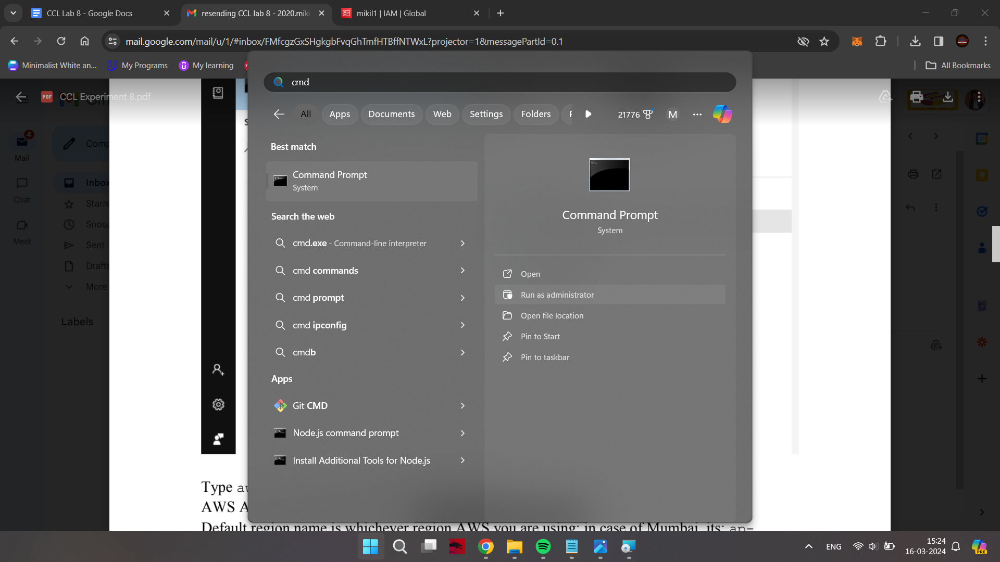 CCL Lab 8 - Google Docs
resending CCL lab 8 - 2020.miki
mikil1 | IAM | Global
mail.google.com/mail/u/1/#inbox/FMfcgzGxSHgkgbFvqGhTmfHTBffNTWxL?projector=1&messagePartId=0.1
Minimalist White an...
My Programs
My learning
All Bookmarks
cmd
PDF
CCL Experiment 8.pdf
All
Apps
Documents
Web
Settings
Folders
21776
M
4
Mail
Comp
Chat
Inbox
Starre
Snooz
Meet
Sent
Drafts
More
Labels
Best match
Command Prompt
System
Search the web
cmd.exe - Command-line interpreter
cmd commands
cmd prompt
cmd ipconfig
cmdb
Apps
Git CMD
Node.js command prompt
Install Additional Tools for Node.js
Command Prompt
System
Open
Run as administrator
Open file location
Pin to Start
Pin to taskbar
Type aw
AWS A
Default region name is whichever region AWS you are using; in case of Mumbai, its: ap-
ENG
15:24
16-03-2024
PRE